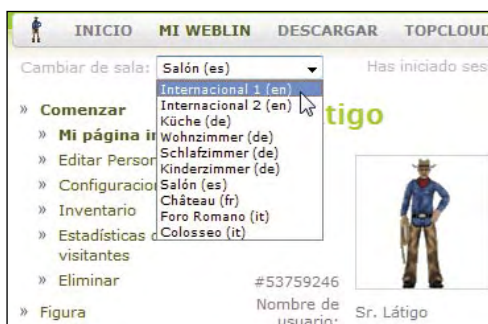 INICIO MI WEBLIN DESCARGAR TOPCLOUD
Cambiar de sala: Salón (es) Has iniciado ses
Internacional 1 (en)
Internacional 2 (en)
Küche (de)
Wohnzimmer (de)
Schlafzimmer (de)
Kinderzimmer (de)
Salón (es)
Château (fr)
Foro Romano (it)
Colosseo (it)
tigo
» Comenzar
» Mi página in
» Editar Person
» Configuracion
» Inventario
» Estadísticas d
visitantes
» Eliminar
» Figura
#53759246
Nombre de
usuario:
Sr. Látigo